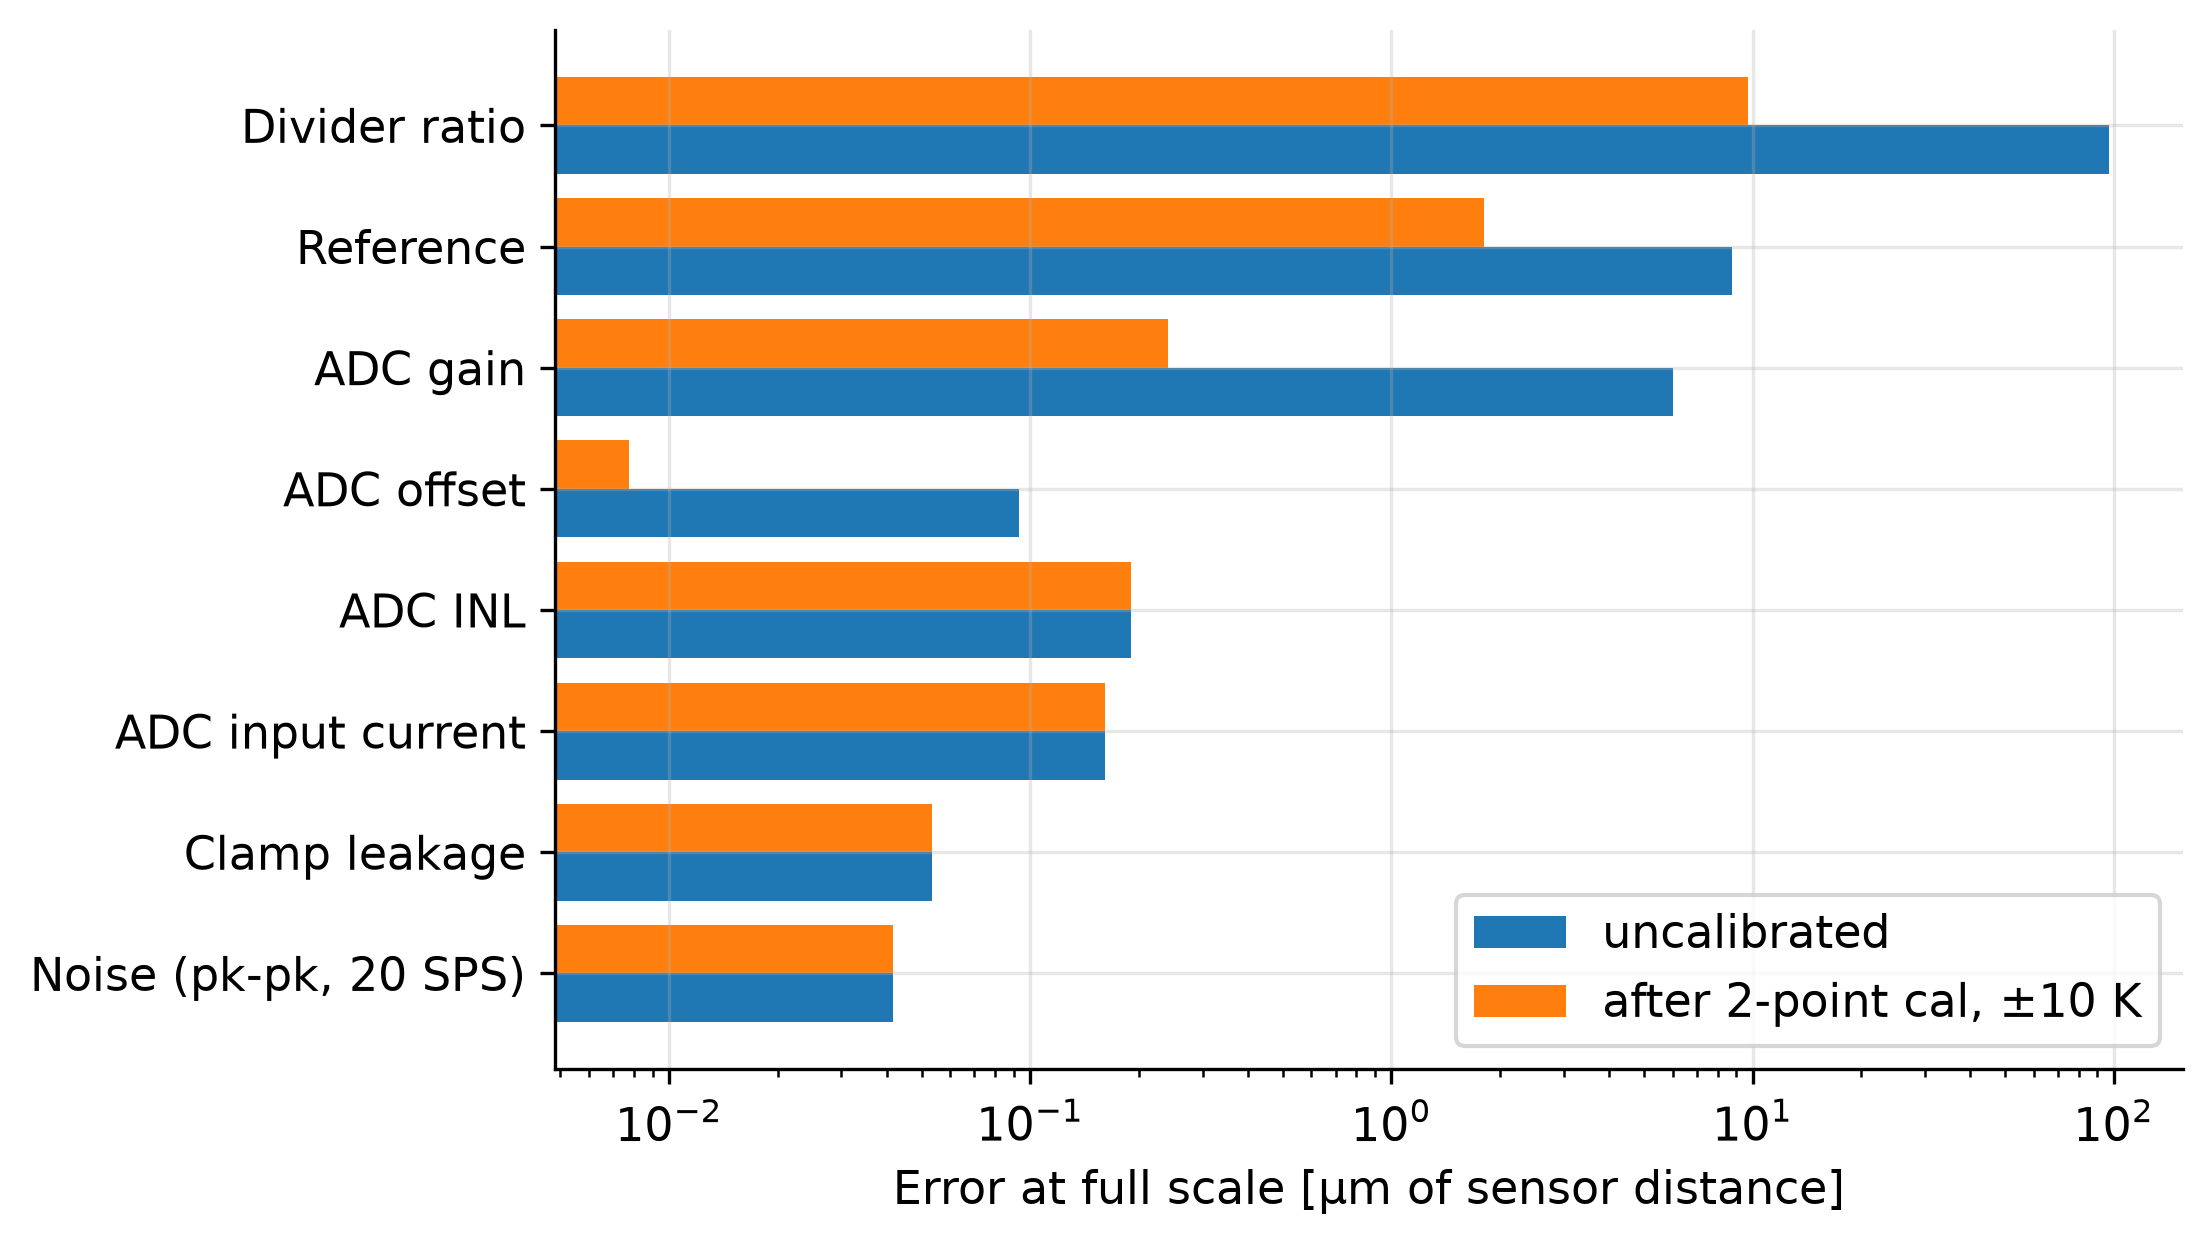 Divider ratio
Reference
ADC gain
ADC offset
ADC INL
ADC input current
Clamp leakage
Noise (pk-pk, 20 SPS)
uncalibrated
after 2-point cal, ±10 K
10⁻² 10⁻¹ 10⁰ 10¹ 10²
Error at full scale [µm of sensor distance]